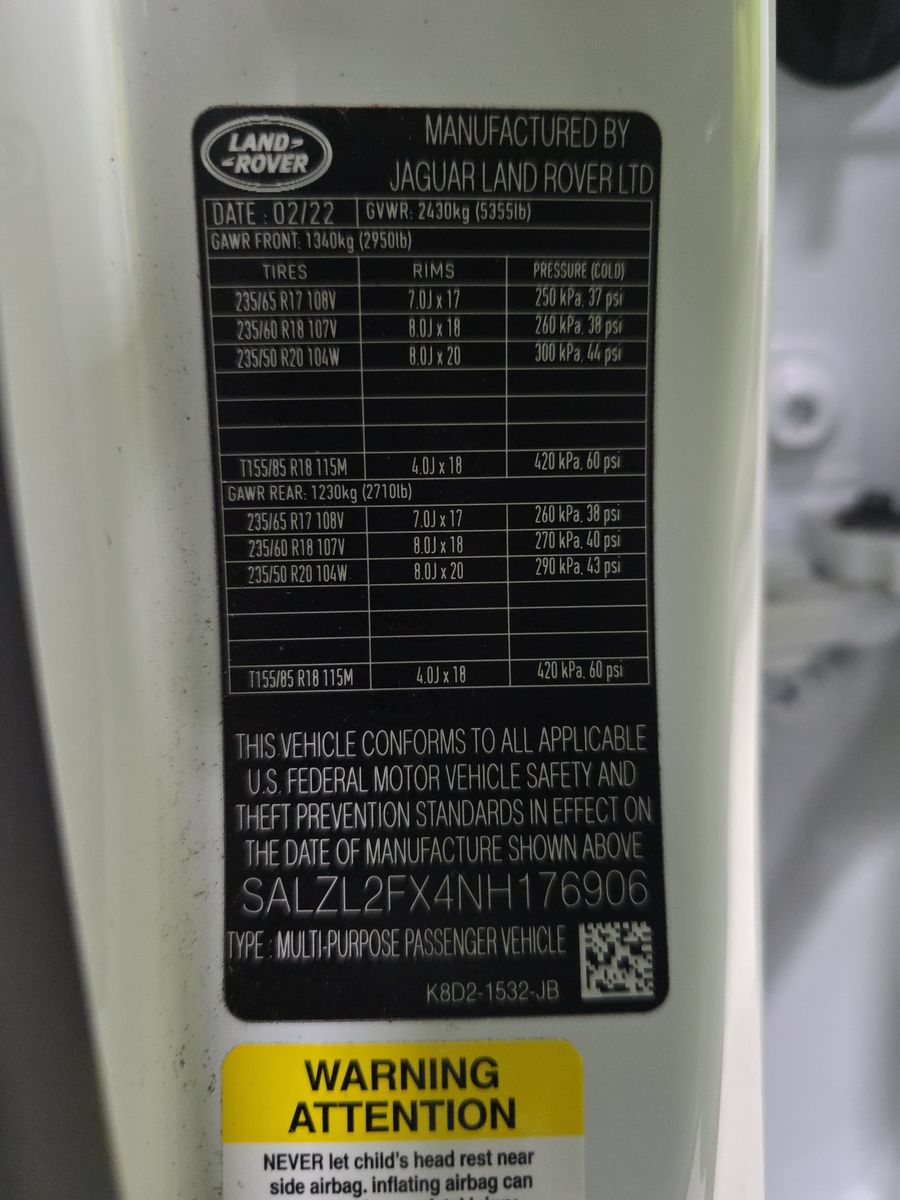 LAND
ROVER
MANUFACTURED BY
JAGUAR LAND ROVER LTD
DATE : 02/22 GVWR: 2430kg (5355lb)
GAWR FRONT: 1340kg (2950lb)
TIRES RIMS PRESSURE (COLD)
235/65 R17 108V 7.0J x 17 250 kPa, 37 psi
235/60 R18 107V 8.0J x 18 260 kPa, 38 psi
235/50 R20 104W 8.0J x 20 300 kPa, 44 psi
T155/85 R18 115M 4.0J x 18 420 kPa, 60 psi
GAWR REAR: 1230kg (2710lb)
235/65 R17 108V 7.0J x 17 260 kPa, 38 psi
235/60 R18 107V 8.0J x 18 270 kPa, 40 psi
235/50 R20 104W 8.0J x 20 290 kPa, 43 psi
T155/85 R18 115M 4.0J x 18 420 kPa, 60 psi
THIS VEHICLE CONFORMS TO ALL APPLICABLE
U.S. FEDERAL MOTOR VEHICLE SAFETY AND
THEFT PREVENTION STANDARDS IN EFFECT ON
THE DATE OF MANUFACTURE SHOWN ABOVE
SALZL2FX4NH176906
TYPE : MULTI-PURPOSE PASSENGER VEHICLE
K8D2-1532-JB
WARNING
ATTENTION
NEVER let child's head rest near
side airbag. inflating airbag can